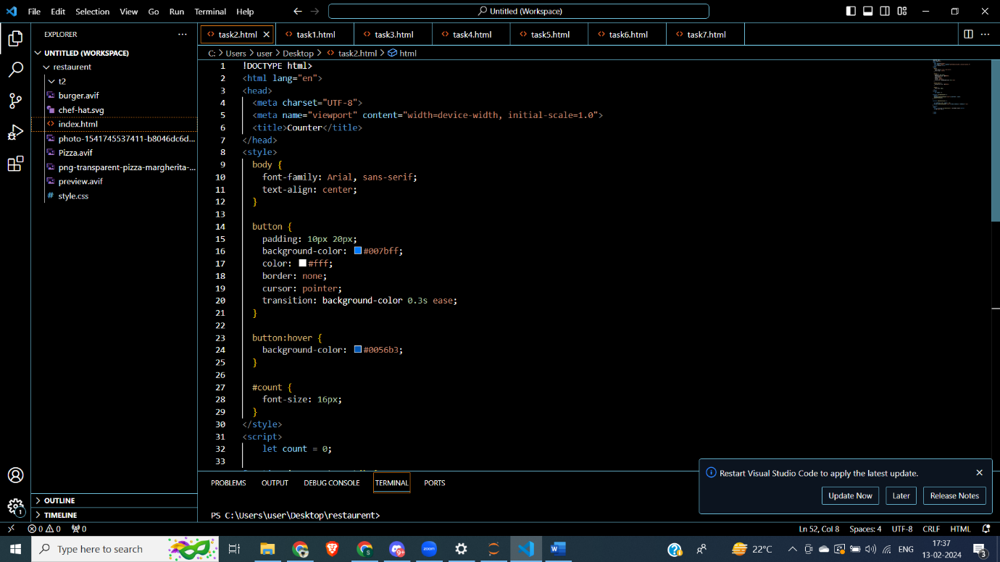 File Edit Selection View Go Run Terminal Help
Untitled (Workspace)
EXPLORER
task2.html
task1.html
task3.html
task4.html
task5.html
task6.html
task7.html
UNTITLED (WORKSPACE)
restaurent
t2
burger.avif
chef-hat.svg
index.html
photo-1541745537411-b8046dc6d...
Pizza.avif
png-transparent-pizza-margherita-...
preview.avif
# style.css
OUTLINE
TIMELINE
C: > Users > user > Desktop > task2.html > html
1 !DOCTYPE html>
2 <html lang="en">
3 <head>
4 <meta charset="UTF-8">
5 <meta name="viewport" content="width=device-width, initial-scale=1.0">
6 <title>Counter</title>
7 </head>
8 <style>
9 body {
10 font-family: Arial, sans-serif;
11 text-align: center;
12 }
13
14 button {
15 padding: 10px 20px;
16 background-color: #007bff;
17 color: #fff;
18 border: none;
19 cursor: pointer;
20 transition: background-color 0.3s ease;
21 }
22
23 button:hover {
24 background-color: #0056b3;
25 }
26
27 #count {
28 font-size: 16px;
29 }
30 </style>
31 <script>
32 let count = 0;
33
PROBLEMS OUTPUT DEBUG CONSOLE TERMINAL PORTS
PS C:\Users\user\Desktop\restaurent>
Restart Visual Studio Code to apply the latest update.
Update Now Later Release Notes
1
0 0 0
Ln 52, Col 8 Spaces: 4 UTF-8 CRLF HTML
Type here to search
9+
zoom
22°C
ENG
17:37
13-02-2024
3